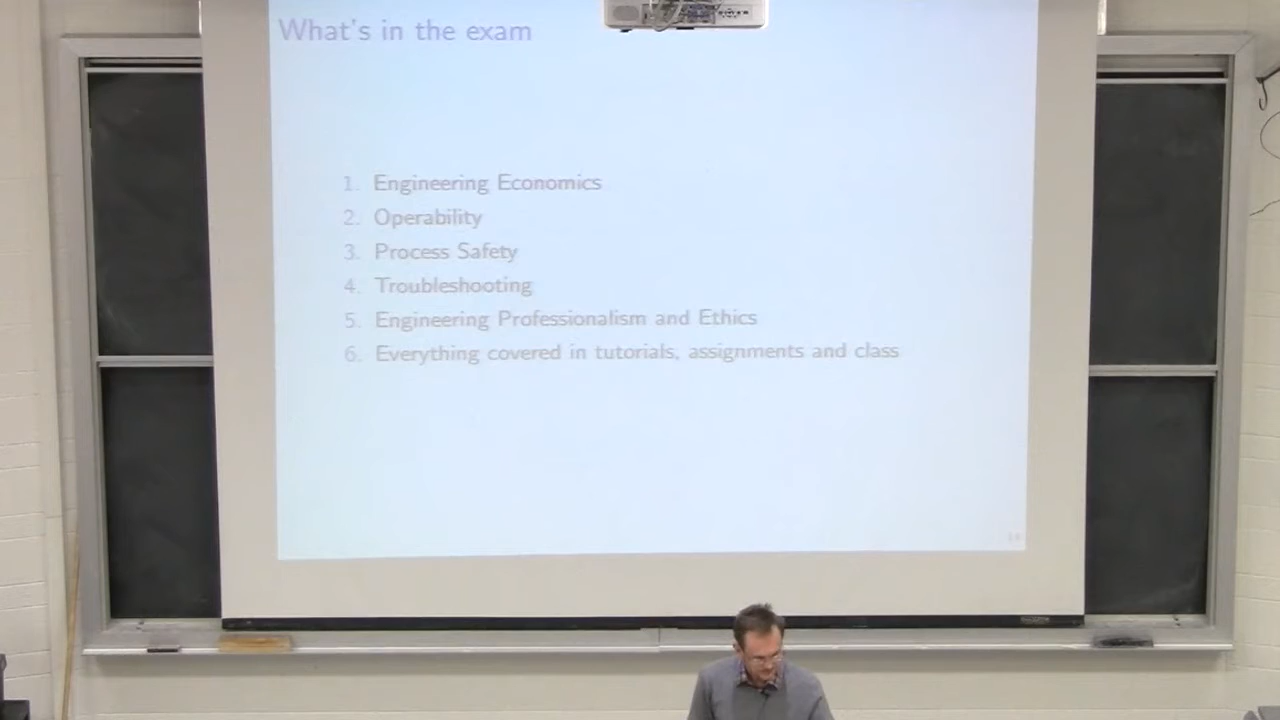 What's in the exam
1. Engineering Economics
2. Operability
3. Process Safety
4. Troubleshooting
5. Engineering Professionalism and Ethics
6. Everything covered in tutorials, assignments and class